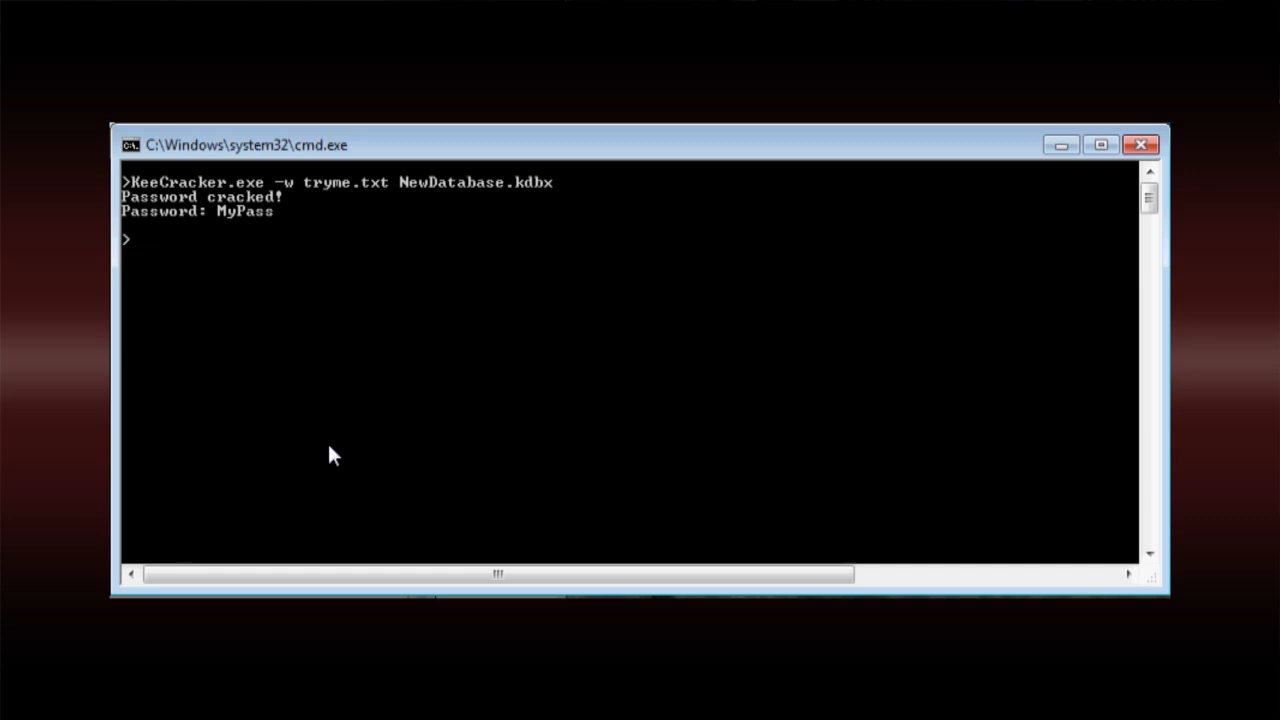 C:\Windows\system32\cmd.exe
>KeeCracker.exe -w tryme.txt NewDatabase.kdbx
Password cracked!
Password: MyPass
>